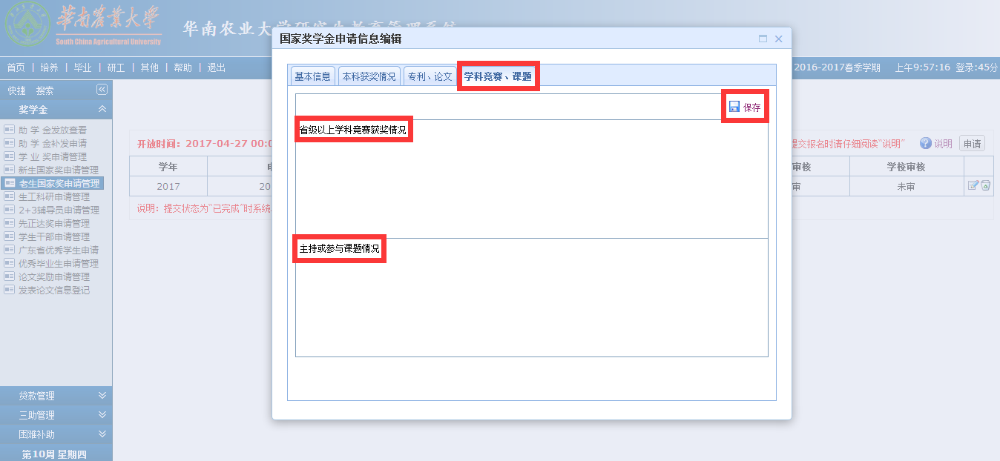 華南農業大学
South China Agricultural University
华南农业大学研究生教育管理系统
首页 | 培养 | 毕业 | 研工 | 其他 | 帮助 | 退出
2016-2017春季学期 上午9:57:16 登录:45分
快捷 搜索
奖学金
助 学 金发放查看
助 学 金补发申请
学 业 奖申请管理
新生国家奖申请管理
老生国家奖申请管理
生工科研申请管理
2+3辅导员申请管理
先正达奖申请管理
学生干部申请管理
广东省优秀学生申请
优秀毕业生申请管理
论文奖励申请管理
发表论文信息登记
贷款管理
三助管理
困难补助
第10周 星期四
开放时间：2017-04-27 00:0
提交报名时请仔细阅读“说明” 说明 申请
学年 审核 学校审核
2017 20 审 未审
说明：提交状态为“已完成”时系统
国家奖学金申请信息编辑
基本信息 本科获奖情况 专利、论文 学科竞赛、课题
保存
省级以上学科竞赛获奖情况
主持或参与课题情况